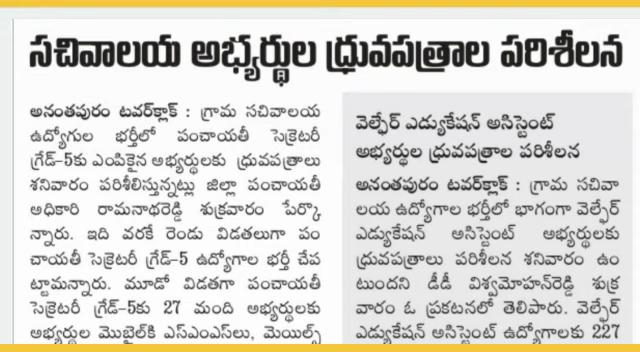 సచివాలయ అభ్యర్థుల ధ్రువపత్రాల పరిశీలన
అనంతపురం టవర్‌క్లాక్ : గ్రామ సచివాలయ
ఉద్యోగుల భర్తీలో పంచాయతీ సెక్రెటరీ
గ్రేడ్-5కు ఎంపికైన అభ్యర్థులకు ధ్రువపత్రాలు
శనివారం పరిశీలిస్తున్నట్లు జిల్లా పంచాయతీ
అధికారి రామనాథరెడ్డి శుక్రవారం పేర్కొ
న్నారు. ఇది వరకే రెండు విడతలుగా పం
చాయతీ సెక్రెటరీ గ్రేడ్-5 ఉద్యోగాల భర్తీ చేప
ట్టామన్నారు. మూడో విడతగా పంచాయతీ
సెక్రెటరీ గ్రేడ్-5కు 27 మంది అభ్యర్థులకు
అభ్యర్థుల మొబైల్‌కి ఎస్ఎంఎస్‌లు, మెయిల్స్
వెల్ఫేర్ ఎడ్యుకేషన్ అసిస్టెంట్
అభ్యర్థుల ధ్రువపత్రాల పరిశీలన
అనంతపురం టవర్‌క్లాక్ : గ్రామ సచివా
లయ ఉద్యోగాల భర్తీలో భాగంగా వెల్ఫేర్
ఎడ్యుకేషన్ అసిస్టెంట్ అభ్యర్థులకు
ధ్రువపత్రాలు పరిశీలన శనివారం ఉం
టుందని డీడీ విశ్వమోహన్‌రెడ్డి శుక్ర
వారం ఓ ప్రకటనలో తెలిపారు. వెల్ఫేర్
ఎడ్యుకేషన్ అసిస్టెంట్ ఉద్యోగాలకు 227